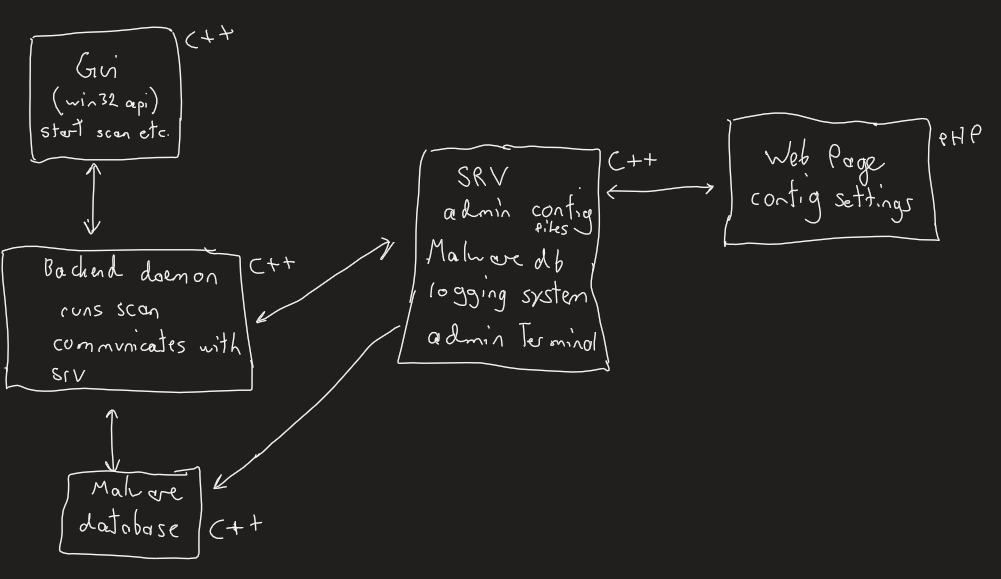 Gui
(win32 api)
start scan etc.
C++
Backend daemon
runs scan
communicates with
srv
C++
Malware
database
C++
SRV
admin config
files
Malware db
logging system
admin Terminal
C++
Web Page
config settings
PHP